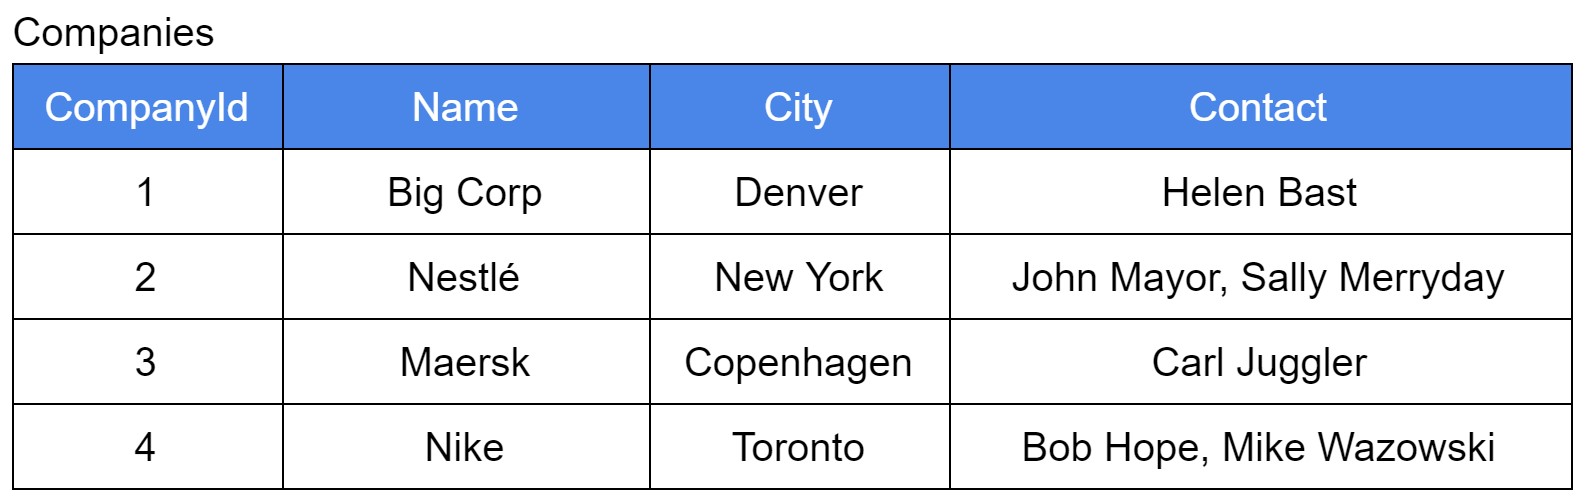 Companies
CompanyId Name City Contact
1 Big Corp Denver Helen Bast
2 Nestlé New York John Mayor, Sally Merryday
3 Maersk Copenhagen Carl Juggler
4 Nike Toronto Bob Hope, Mike Wazowski